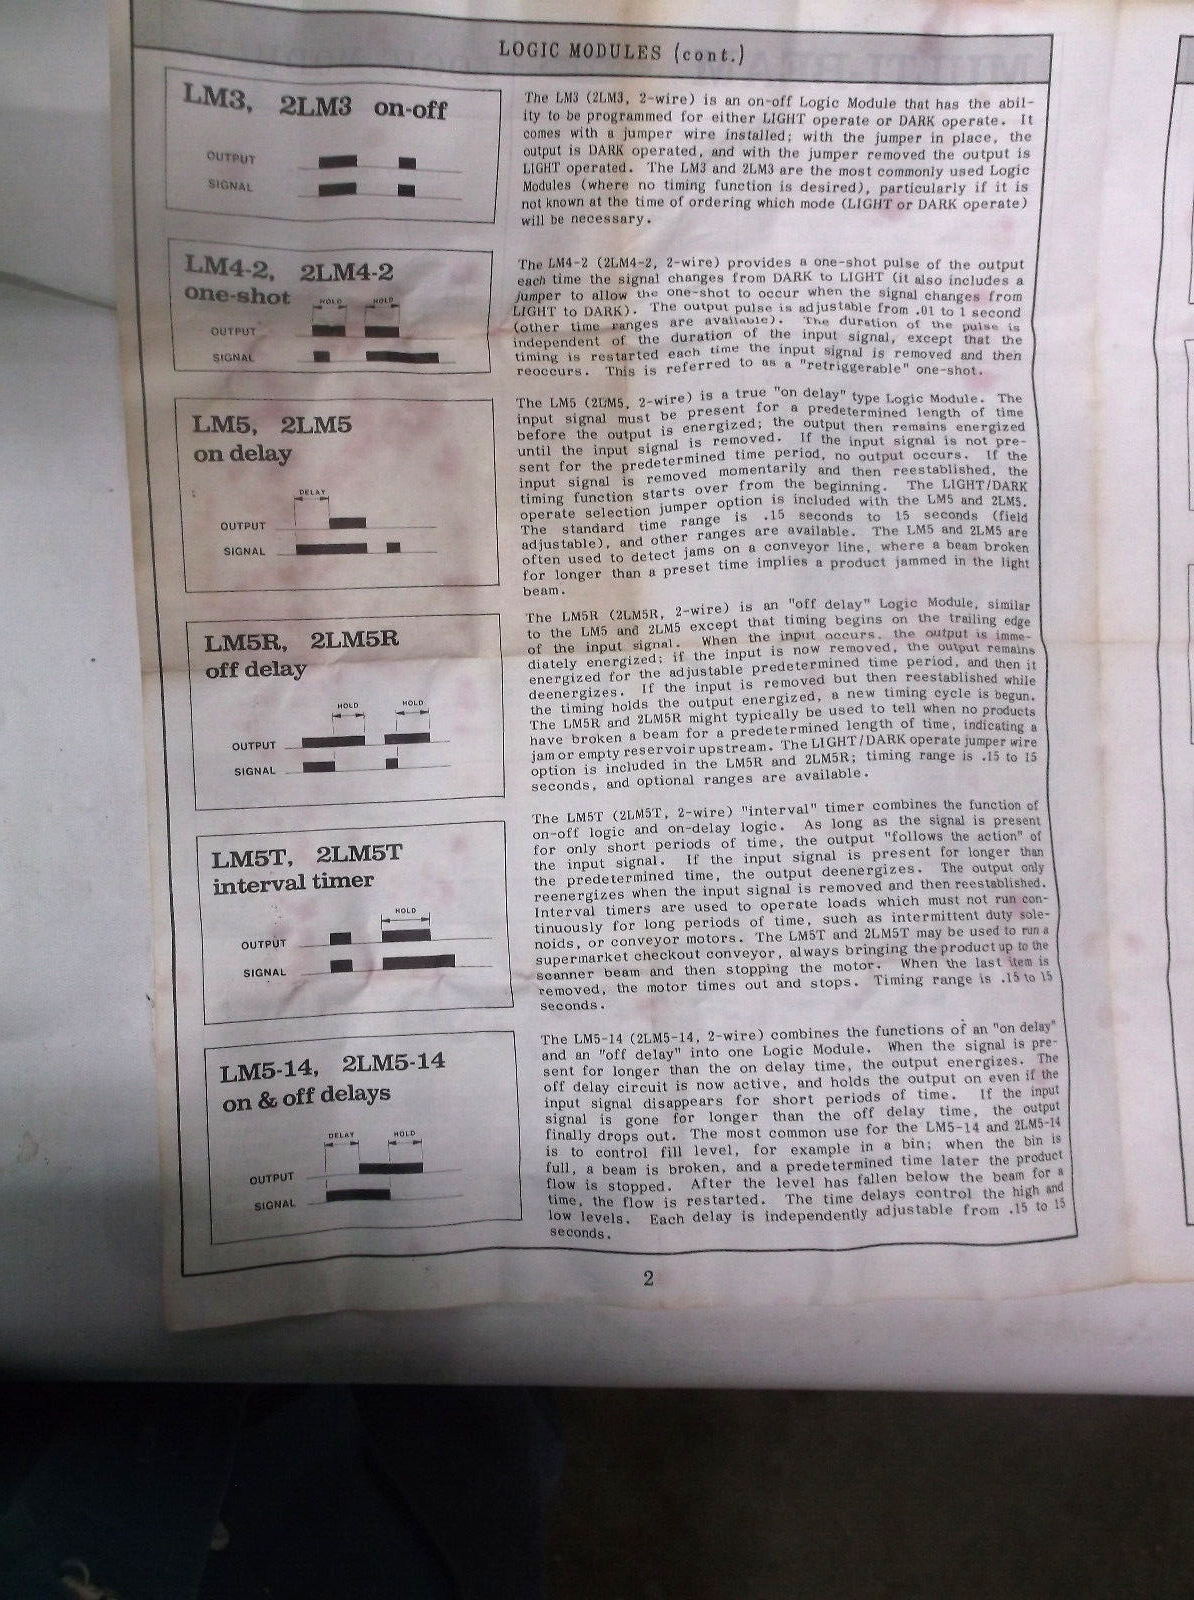 LOGIC MODULES (cont.)
LM3, 2LM3 on-off
OUTPUT
SIGNAL
The LM3 (2LM3, 2-wire) is an on-off Logic Module that has the abil-
ity to be programmed for either LIGHT operate or DARK operate. It
comes with a jumper wire installed; with the jumper in place, the
output is DARK operated, and with the jumper removed the output is
LIGHT operated. The LM3 and 2LM3 are the most commonly used Logic
Modules (where no timing function is desired), particularly if it is
not known at the time of ordering which mode (LIGHT or DARK operate)
will be necessary.
LM4-2, 2LM4-2
one-shot
HOLD HOLD
OUTPUT
SIGNAL
The LM4-2 (2LM4-2, 2-wire) provides a one-shot pulse of the output
each time the signal changes from DARK to LIGHT (it also includes a
jumper to allow the one-shot to occur when the signal changes from
LIGHT to DARK). The output pulse is adjustable from .01 to 1 second
(other time ranges are available). The duration of the pulse is
independent of the duration of the input signal, except that the
timing is restarted each time the input signal is removed and then
reoccurs. This is referred to as a "retriggerable" one-shot.
LM5, 2LM5
on delay
DELAY
OUTPUT
SIGNAL
The LM5 (2LM5, 2-wire) is a true "on delay" type Logic Module. The
input signal must be present for a predetermined length of time
before the output is energized; the output then remains energized
until the input signal is removed. If the input signal is not pre-
sent for the predetermined time period, no output occurs. If the
input signal is removed momentarily and then reestablished, the
timing function starts over from the beginning. The LIGHT/DARK
operate selection jumper option is included with the LM5 and 2LM5.
The standard time range is .15 seconds to 15 seconds (field
adjustable), and other ranges are available. The LM5 and 2LM5 are
often used to detect jams on a conveyor line, where a beam broken
for longer than a preset time implies a product jammed in the light
beam.
LM5R, 2LM5R
off delay
HOLD HOLD
OUTPUT
SIGNAL
The LM5R (2LM5R, 2-wire) is an "off delay" Logic Module, similar
to the LM5 and 2LM5 except that timing begins on the trailing edge
of the input signal. When the input occurs, the output is imme-
diately energized; if the input is now removed, the output remains
energized for the adjustable predetermined time period, and then it
deenergizes. If the input is removed but then reestablished while
the timing holds the output energized, a new timing cycle is begun.
The LM5R and 2LM5R might typically be used to tell when no products
have broken a beam for a predetermined length of time, indicating a
jam or empty reservoir upstream. The LIGHT/DARK operate jumper wire
option is included in the LM5R and 2LM5R; timing range is .15 to 15
seconds, and optional ranges are available.
LM5T, 2LM5T
interval timer
HOLD
OUTPUT
SIGNAL
The LM5T (2LM5T, 2-wire) "interval" timer combines the function of
on-off logic and on-delay logic. As long as the signal is present
for only short periods of time, the output "follows the action" of
the input signal. If the input signal is present for longer than
the predetermined time, the output deenergizes. The output only
reenergizes when the input signal is removed and then reestablished.
Interval timers are used to operate loads which must not run con-
tinuously for long periods of time, such as intermittent duty sole-
noids, or conveyor motors. The LM5T and 2LM5T may be used to run a
supermarket checkout conveyor, always bringing the product up to the
scanner beam and then stopping the motor. When the last item is
removed, the motor times out and stops. Timing range is .15 to 15
seconds.
LM5-14, 2LM5-14
on & off delays
DELAY HOLD
OUTPUT
SIGNAL
The LM5-14 (2LM5-14, 2-wire) combines the functions of an "on delay"
and an "off delay" into one Logic Module. When the signal is pre-
sent for longer than the on delay time, the output energizes. The
off delay circuit is now active, and holds the output on even if the
input signal disappears for short periods of time. If the input
signal is gone for longer than the off delay time, the output
finally drops out. The most common use for the LM5-14 and 2LM5-14
is to control fill level, for example in a bin; when the bin is
full, a beam is broken, and a predetermined time later the product
flow is stopped. After the level has fallen below the beam for a
time, the flow is restarted. The time delays control the high and
low levels. Each delay is independently adjustable from .15 to 15
seconds.
2